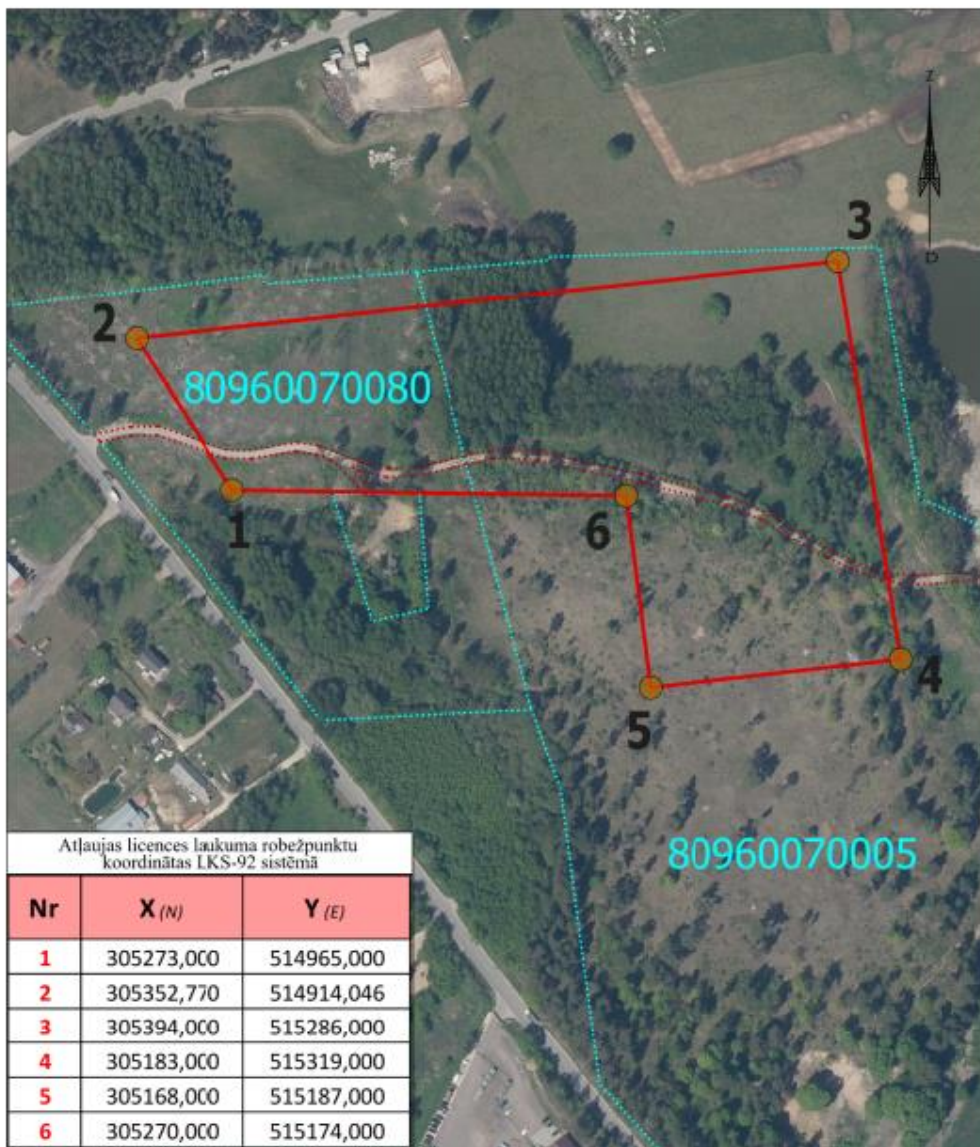 Z
3
2
80960070080
1
6
4
5
D
80960070005
Atļaujas licences laukuma robežpunktu
koordinātas LKS-92 sistēmā
Nr X (N) Y (E)
1 305273,000 514965,000
2 305352,770 514914,046
3 305394,000 515286,000
4 305183,000 515319,000
5 305168,000 515187,000
6 305270,000 515174,000